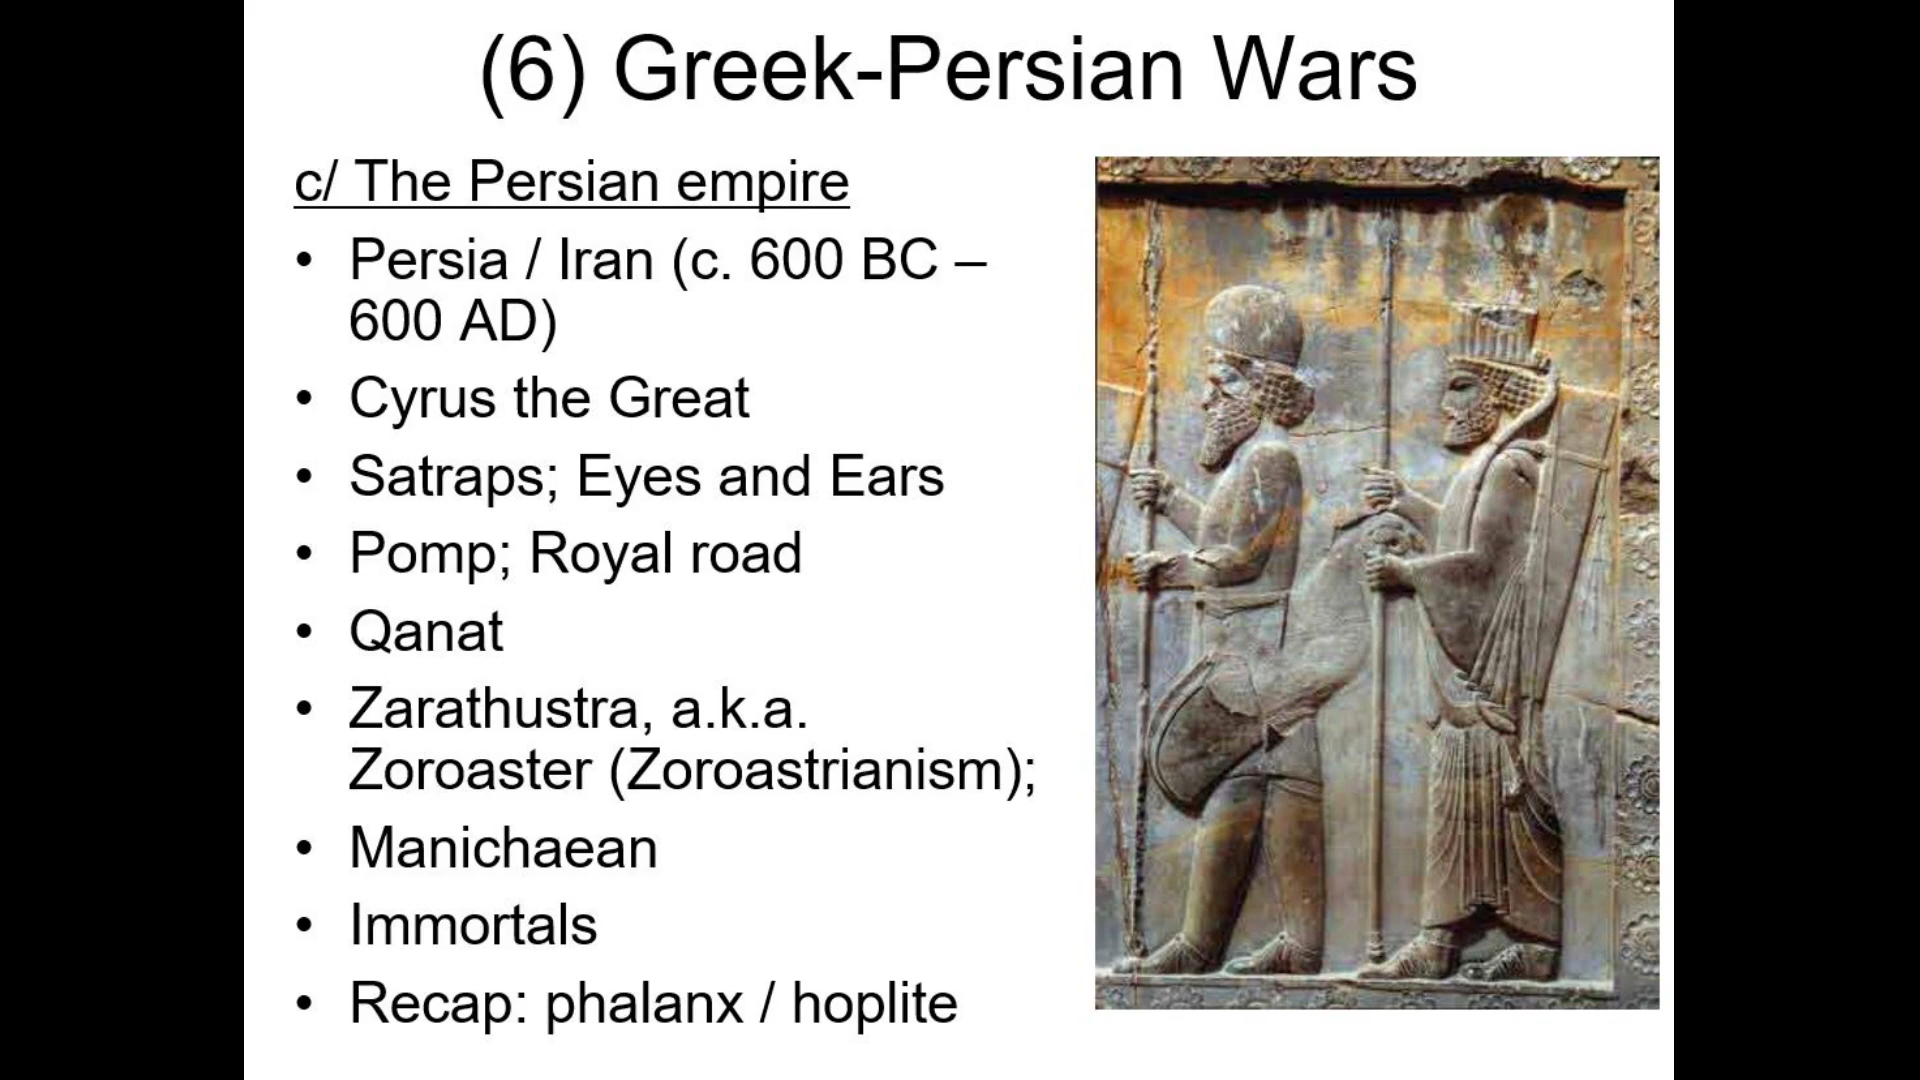 (6) Greek-Persian Wars
c/ The Persian empire
• Persia / Iran (c. 600 BC –
600 AD)
• Cyrus the Great
• Satraps; Eyes and Ears
• Pomp; Royal road
• Qanat
• Zarathustra, a.k.a.
Zoroaster (Zoroastrianism);
• Manichaean
• Immortals
• Recap: phalanx / hoplite